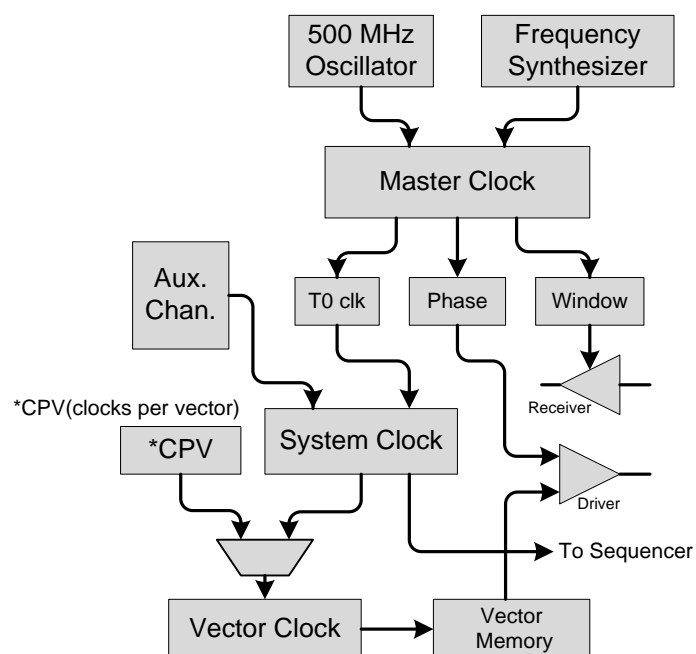 500 MHz
Oscillator
Frequency
Synthesizer
Master Clock
Aux.
Chan.
T0 clk
Phase
Window
Receiver
*CPV(clocks per vector)
*CPV
System Clock
Driver
To Sequencer
Vector Clock
Vector
Memory